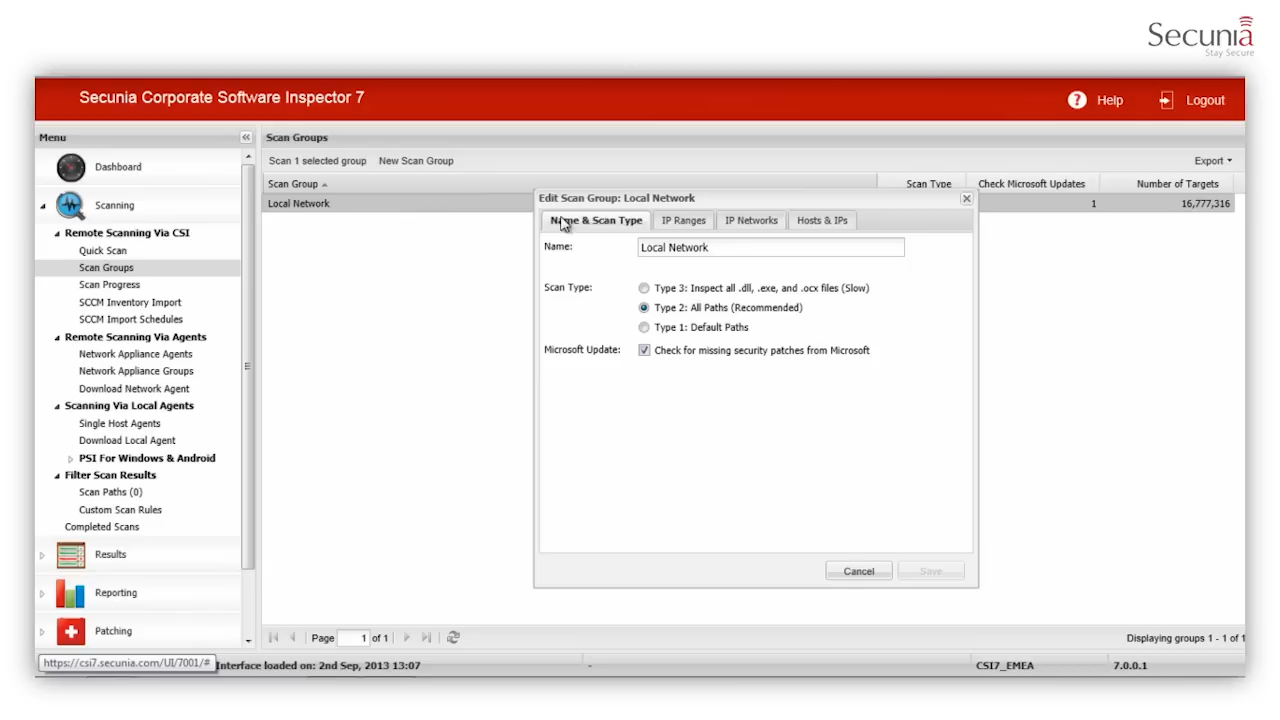 Secunia
Stay Secure
Secunia Corporate Software Inspector 7
? Help
Logout
Menu
Scan Groups
Dashboard
Scan 1 selected group New Scan Group
Export
Scanning
Scan Group
Scan Type
Check Microsoft Updates
Number of Targets
Local Network
1
16,777,316
Remote Scanning Via CSI
Quick Scan
Scan Groups
Scan Progress
SCCM Inventory Import
SCCM Import Schedules
Remote Scanning Via Agents
Network Appliance Agents
Network Appliance Groups
Download Network Agent
Scanning Via Local Agents
Single Host Agents
Download Local Agent
PSI For Windows & Android
Filter Scan Results
Scan Paths (0)
Custom Scan Rules
Completed Scans
Results
Reporting
Patching
Edit Scan Group: Local Network
Name & Scan Type
IP Ranges
IP Networks
Hosts & IPs
Name:
Local Network
Scan Type:
Type 3: Inspect all .dll, .exe, and .ocx files (Slow)
Type 2: All Paths (Recommended)
Type 1: Default Paths
Microsoft Update:
Check for missing security patches from Microsoft
Cancel
Save
Page 1 of 1
Displaying groups 1 - 1 of 1
https://csi7.secunia.com/UI/7001/#
Interface loaded on: 2nd Sep, 2013 13:07
-
CSI7_EMEA
7.0.0.1